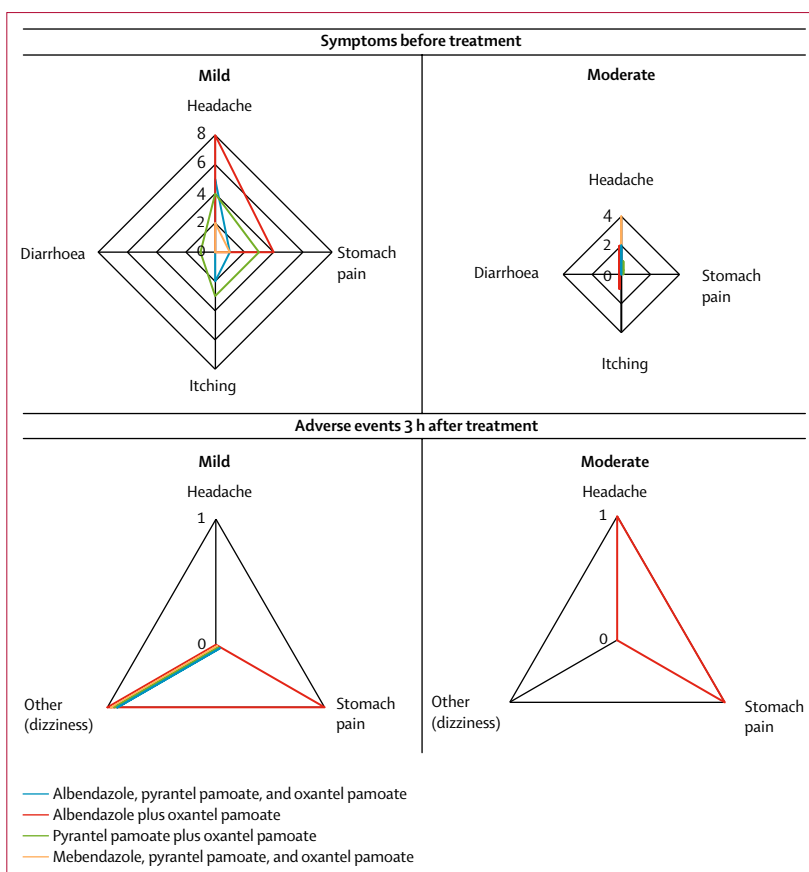 Symptoms before treatment
Mild
Headache
8
6
4
2
0
Diarrhoea
Stomach
pain
Itching
Moderate
Headache
4
2
0
Diarrhoea
Stomach
pain
Itching
Adverse events 3 h after treatment
Mild
Headache
1
0
Other
(dizziness)
Stomach
pain
Moderate
Headache
1
0
Other
(dizziness)
Stomach
pain
Albendazole, pyrantel pamoate, and oxantel pamoate
Albendazole plus oxantel pamoate
Pyrantel pamoate plus oxantel pamoate
Mebendazole, pyrantel pamoate, and oxantel pamoate